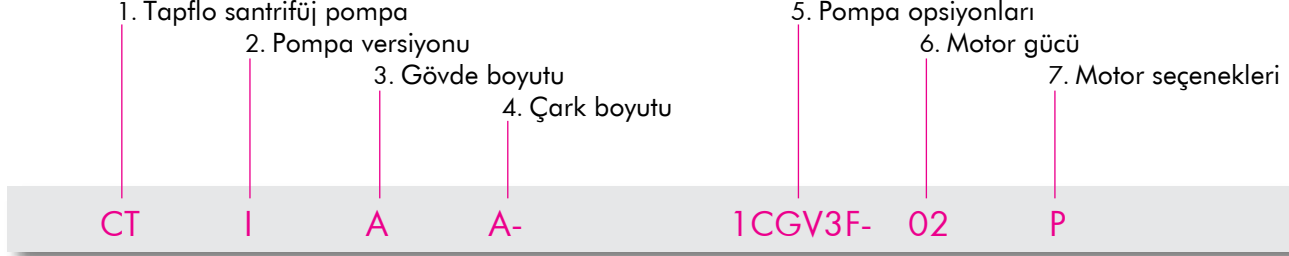 1. Tapflo santrifüj pompa
2. Pompa versiyonu
3. Gövde boyutu
4. Çark boyutu
5. Pompa opsiyonları
6. Motor gücü
7. Motor seçenekleri
CT I A A- 1CGV3F- 02 P